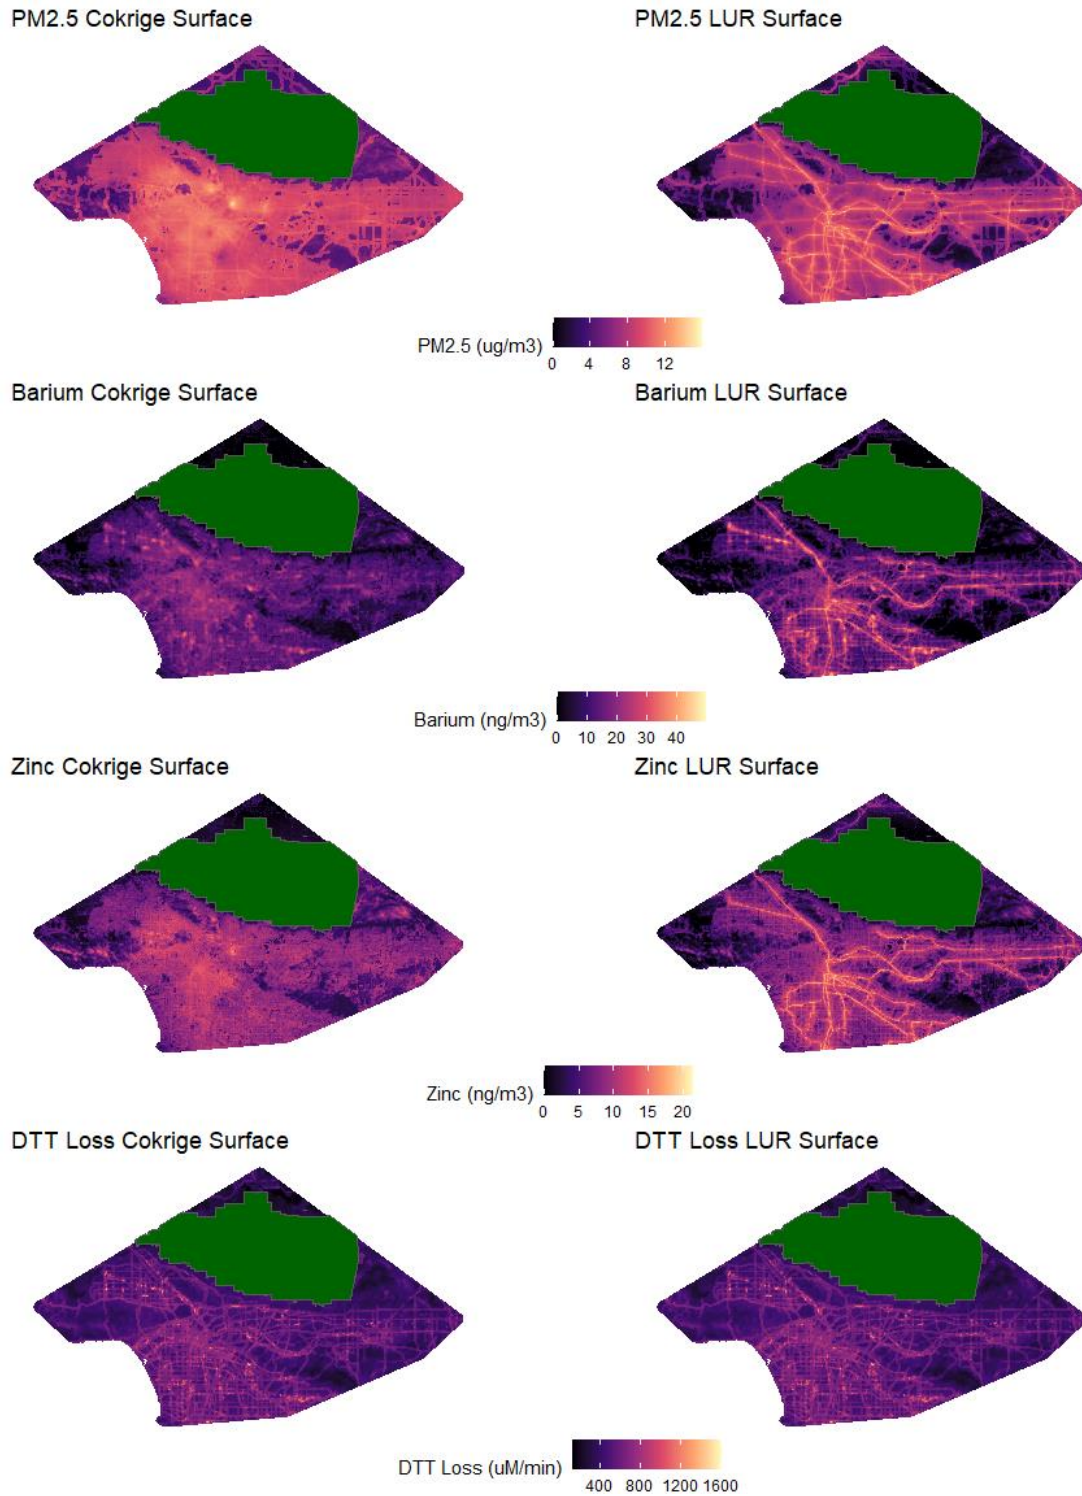 PM2.5 Cokrige Surface
PM2.5 LUR Surface
PM2.5 (ug/m3)
0 4 8 12
Barium Cokrige Surface
Barium LUR Surface
Barium (ng/m3)
0 10 20 30 40
Zinc Cokrige Surface
Zinc LUR Surface
Zinc (ng/m3)
0 5 10 15 20
DTT Loss Cokrige Surface
DTT Loss LUR Surface
DTT Loss (uM/min)
400 800 1200 1600